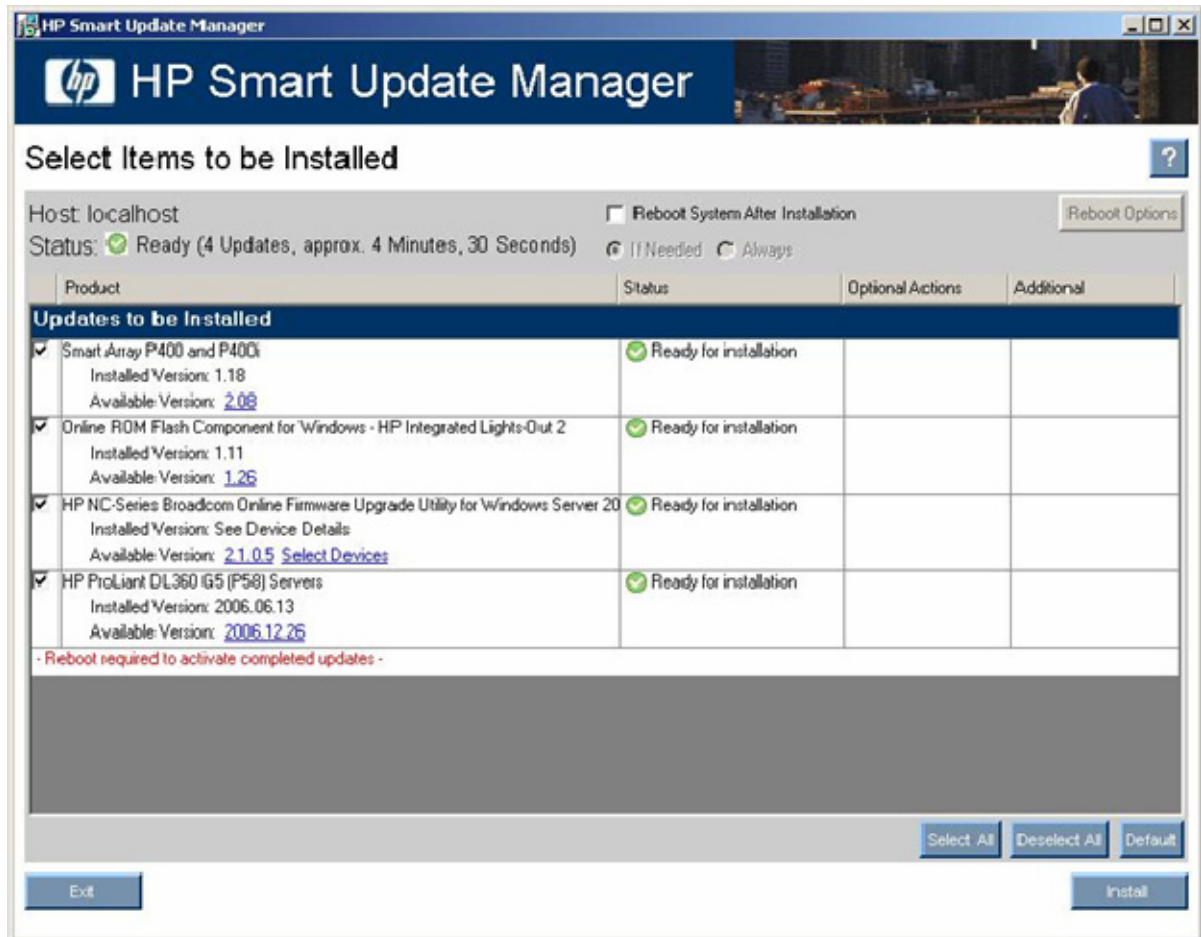 HP Smart Update Manager
hp HP Smart Update Manager
Select Items to be Installed
?
Host: localhost
Reboot System After Installation
Reboot Options
Status: Ready (4 Updates, approx. 4 Minutes, 30 Seconds)
If Needed Always
Product Status Optional Actions Additional
Updates to be Installed
Smart Array P400 and P400i Ready for installation
Installed Version: 1.18
Available Version: 2.08
Online ROM Flash Component for Windows - HP Integrated Lights-Out 2 Ready for installation
Installed Version: 1.11
Available Version: 1.26
HP NC-Series Broadcom Online Firmware Upgrade Utility for Windows Server 20 Ready for installation
Installed Version: See Device Details
Available Version: 2.1.0.5 Select Devices
HP ProLiant DL360 G5 (P58) Servers Ready for installation
Installed Version: 2006.06.13
Available Version: 2006.12.26
- Reboot required to activate completed updates -
Select All Deselect All Default
Exit Install